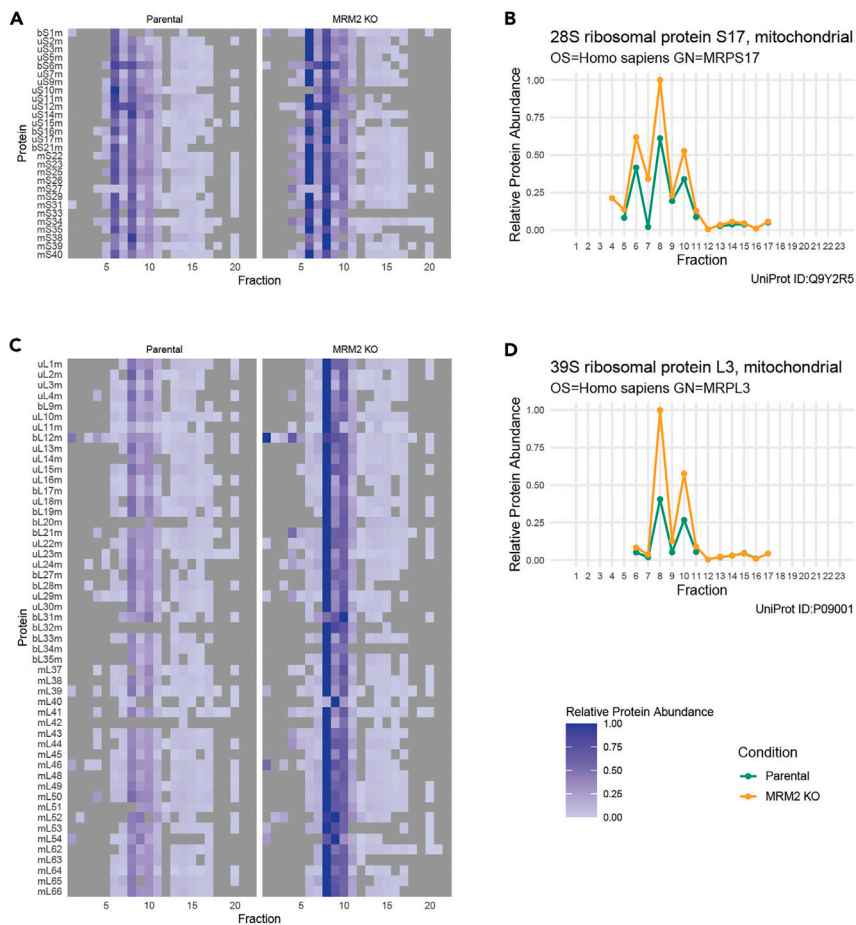 A
Parental
MRM2 KO
Protein
bS1m
uS2m
uS3m
uS5m
bS6m
uS7m
uS9m
uS10m
uS11m
uS12m
uS14m
uS15m
bS16m
uS17m
bS21m
mS22
mS23
mS25
mS26
mS27
mS29
mS31
mS33
mS34
mS35
mS38
mS39
mS40
5 10 15 20 5 10 15 20
Fraction
B
28S ribosomal protein S17, mitochondrial
OS=Homo sapiens GN=MRPS17
Relative Protein Abundance
1.00
0.75
0.50
0.25
0.00
1 2 3 4 5 6 7 8 9 10 11 12 13 14 15 16 17 18 19 20 21 22 23
Fraction
UniProt ID:Q9Y2R5
C
Parental
MRM2 KO
Protein
uL1m
uL2m
uL3m
uL4m
bL9m
uL10m
uL11m
bL12m
uL13m
uL14m
uL15m
uL16m
bL17m
uL18m
bL19m
bL20m
bL21m
uL22m
uL23m
uL24m
bL27m
bL28m
uL29m
uL30m
bL31m
bL32m
bL33m
bL34m
bL35m
mL37
mL38
mL39
mL40
mL41
mL42
mL43
mL44
mL45
mL46
mL48
mL49
mL50
mL51
mL52
mL53
mL54
mL62
mL63
mL64
mL65
mL66
5 10 15 20 5 10 15 20
Fraction
D
39S ribosomal protein L3, mitochondrial
OS=Homo sapiens GN=MRPL3
Relative Protein Abundance
1.00
0.75
0.50
0.25
0.00
1 2 3 4 5 6 7 8 9 10 11 12 13 14 15 16 17 18 19 20 21 22 23
Fraction
UniProt ID:P09001
Relative Protein Abundance
1.00
0.75
0.50
0.25
0.00
Condition
Parental
MRM2 KO